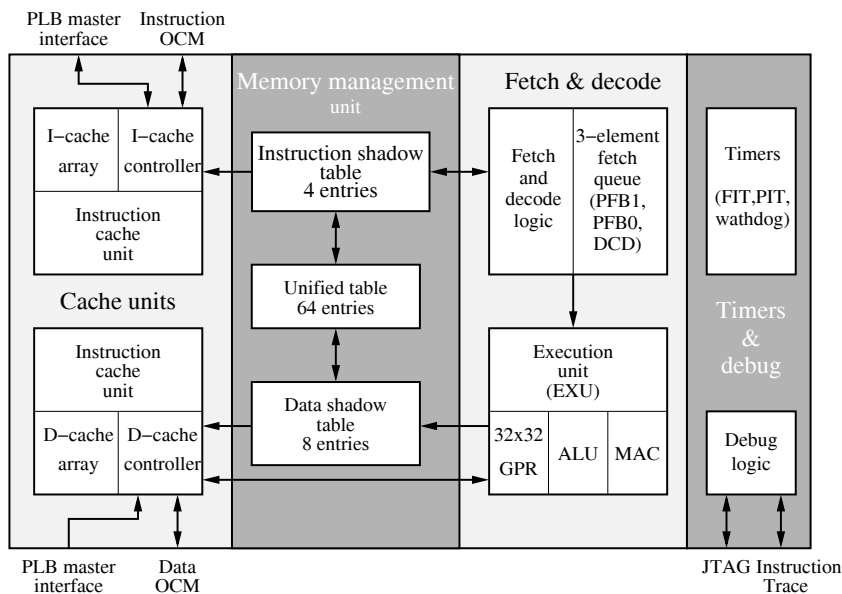 PLB master
interface
Instruction
OCM
Memory management
unit
Fetch & decode
I−cache
array
I−cache
controller
Instruction
cache
unit
Instruction shadow
table
4 entries
Fetch
and
decode
logic
3−element
fetch
queue
(PFB1,
PFB0,
DCD)
Timers
(FIT,PIT,
wathdog)
Unified table
64 entries
Cache units
Timers
&
debug
Instruction
cache
unit
D−cache
array
D−cache
controller
Data shadow
table
8 entries
Execution
unit
(EXU)
32x32
GPR
ALU
MAC
Debug
logic
PLB master
interface
Data
OCM
JTAG
Instruction
Trace